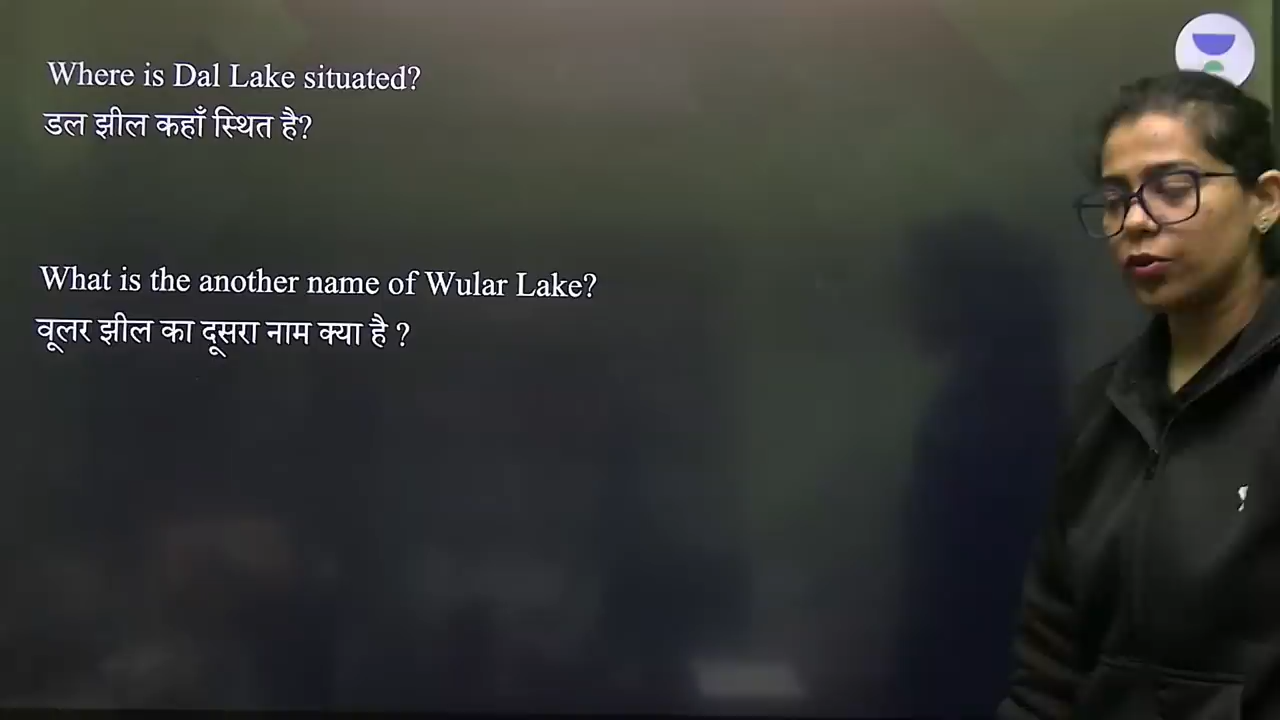 Where is Dal Lake situated?
डल झील कहाँ स्थित है?
What is the another name of Wular Lake?
वूलर झील का दूसरा नाम क्या है ?